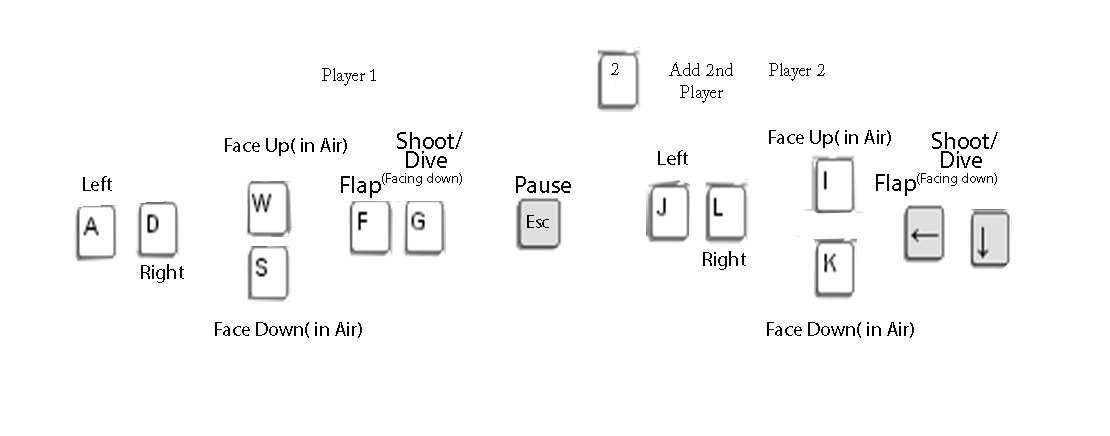 Player 1
2
Add 2nd
Player
Player 2
Face Up( in Air)
Shoot/
Dive
(Facing down)
Left
Flap
A
D
Right
W
S
F
G
Face Down( in Air)
Pause
Esc
Left
J
L
Right
Face Up( in Air)
Shoot/
Dive
(Facing down)
Flap
I
K
←
↓
Face Down( in Air)